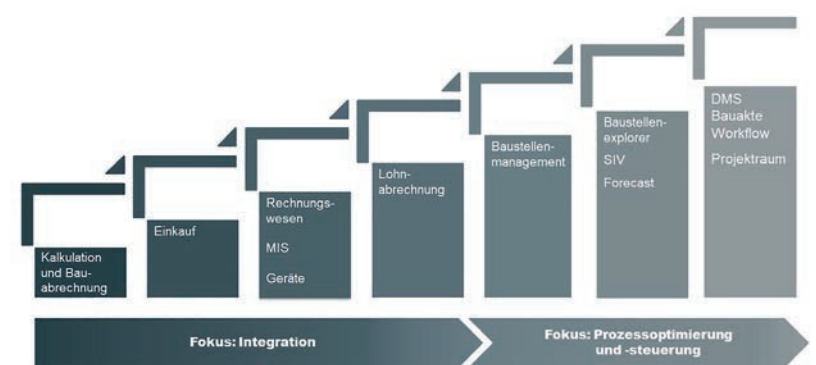 Kalkulation
und Bau-
abrechnung
Einkauf
Rechnungs-
wesen
MIS
Geräte
Lohn-
abrechnung
Baustellen-
management
Baustellen-
explorer
SIV
Forecast
DMS
Bauakte
Workflow
Projektraum
Fokus: Integration
Fokus: Prozessoptimierung
und -steuerung